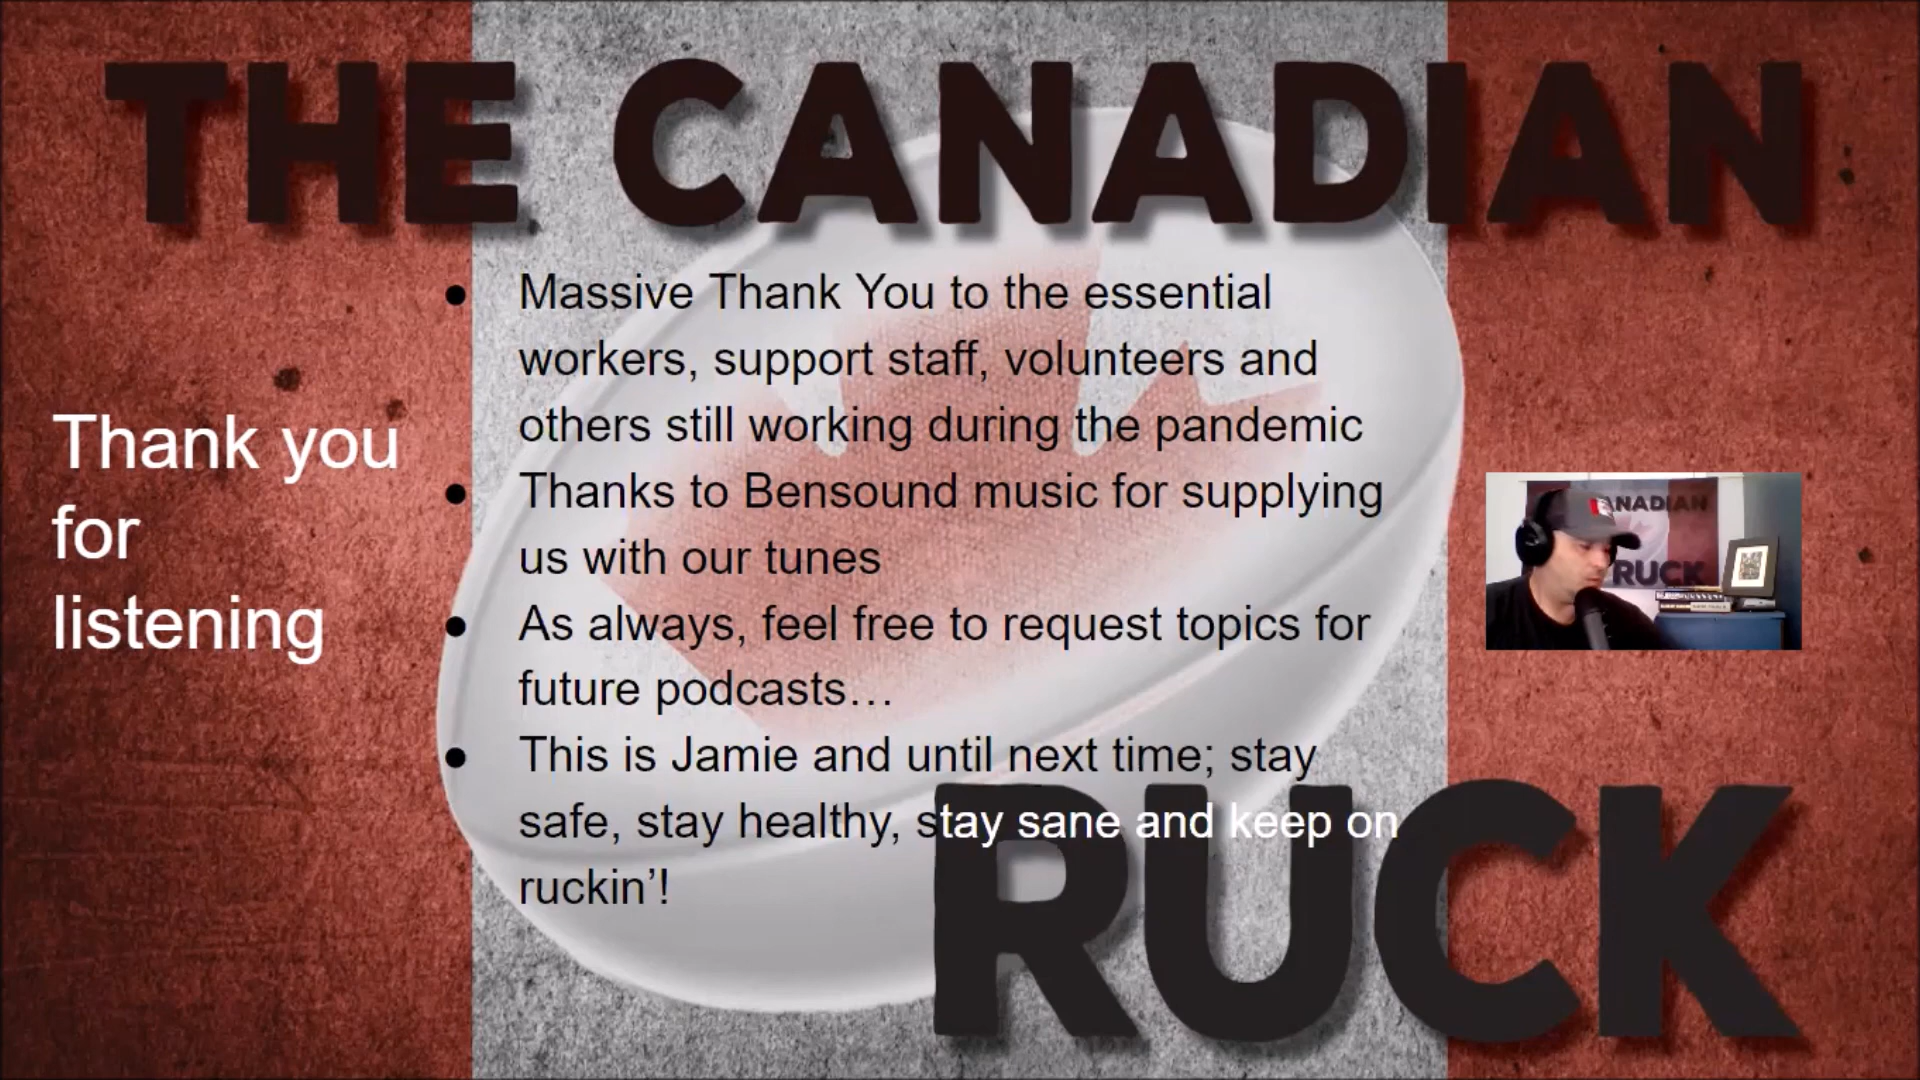 THE CANADIAN
Thank you
for
listening
● Massive Thank You to the essential
workers, support staff, volunteers and
others still working during the pandemic
● Thanks to Bensound music for supplying
us with our tunes
● As always, feel free to request topics for
future podcasts…
● This is Jamie and until next time; stay
safe, stay healthy, stay sane and keep on
ruckin’!
RUCK
CANADIAN
RUCK